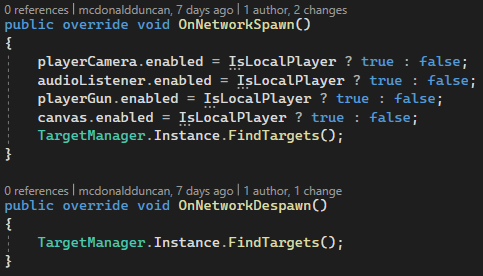 0 references | mcdonaldduncan, 7 days ago | 1 author, 2 changes
public override void OnNetworkSpawn()
{
playerCamera.enabled = IsLocalPlayer ? true : false;
audioListener.enabled = IsLocalPlayer ? true : false;
playerGun.enabled = IsLocalPlayer ? true : false;
canvas.enabled = IsLocalPlayer ? true : false;
TargetManager.Instance.FindTargets();
}
0 references | mcdonaldduncan, 7 days ago | 1 author, 1 change
public override void OnNetworkDespawn()
{
TargetManager.Instance.FindTargets();
}